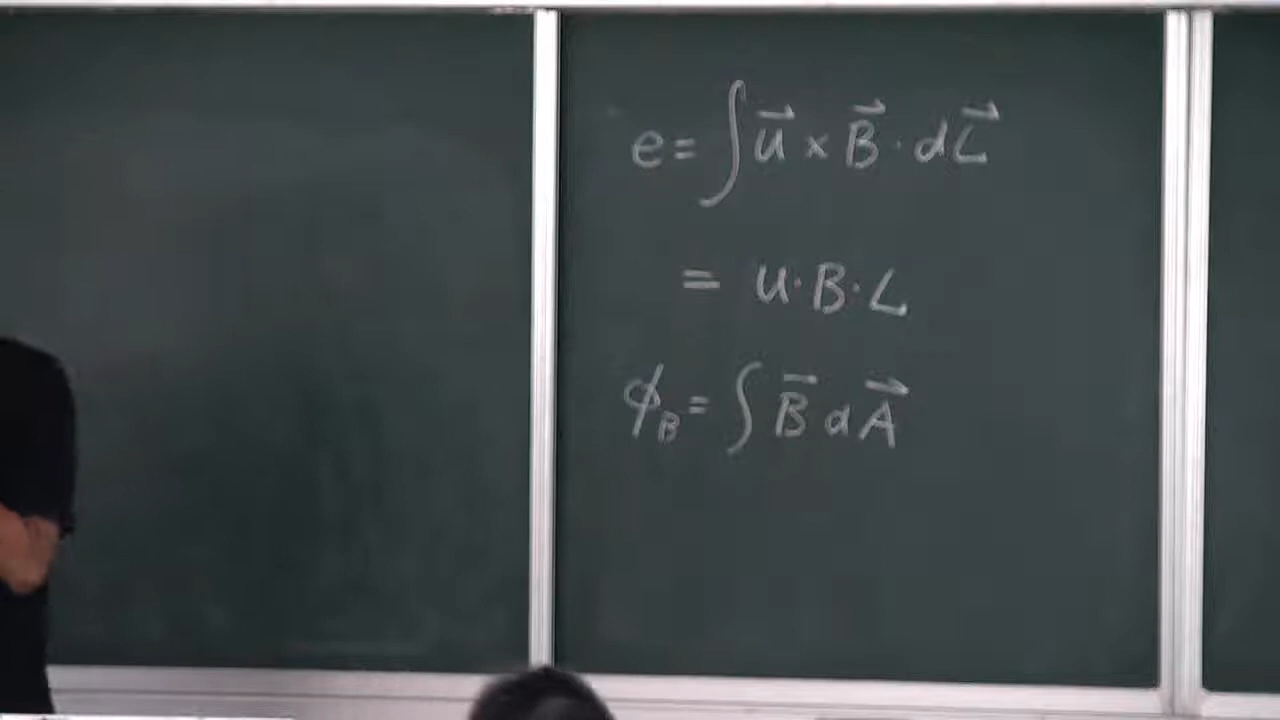 e = ∫ u⃗ × B⃗ · dL⃗
= u·B·L
ϕ_B = ∫ B̅ dA⃗